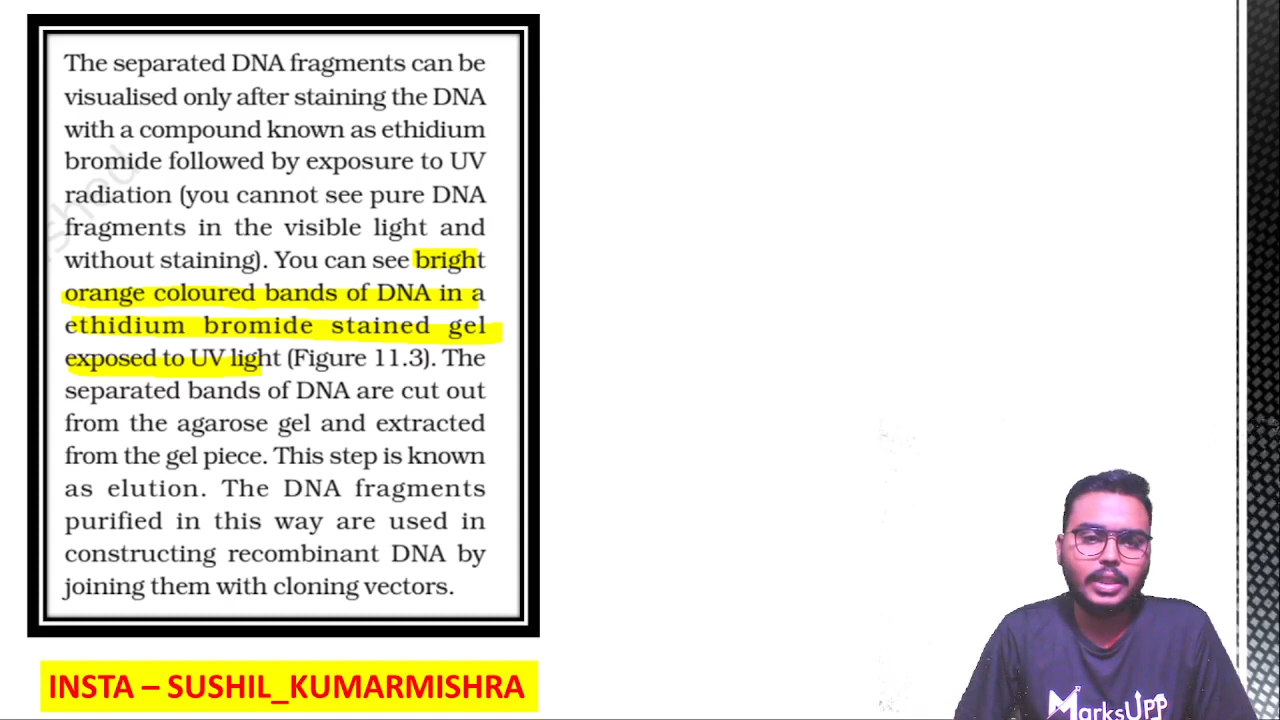 The separated DNA fragments can be
visualised only after staining the DNA
with a compound known as ethidium
bromide followed by exposure to UV
radiation (you cannot see pure DNA
fragments in the visible light and
without staining). You can see bright
orange coloured bands of DNA in a
ethidium bromide stained gel
exposed to UV light (Figure 11.3). The
separated bands of DNA are cut out
from the agarose gel and extracted
from the gel piece. This step is known
as elution. The DNA fragments
purified in this way are used in
constructing recombinant DNA by
joining them with cloning vectors.
INSTA – SUSHIL_KUMARMISHRA
MarksUPP